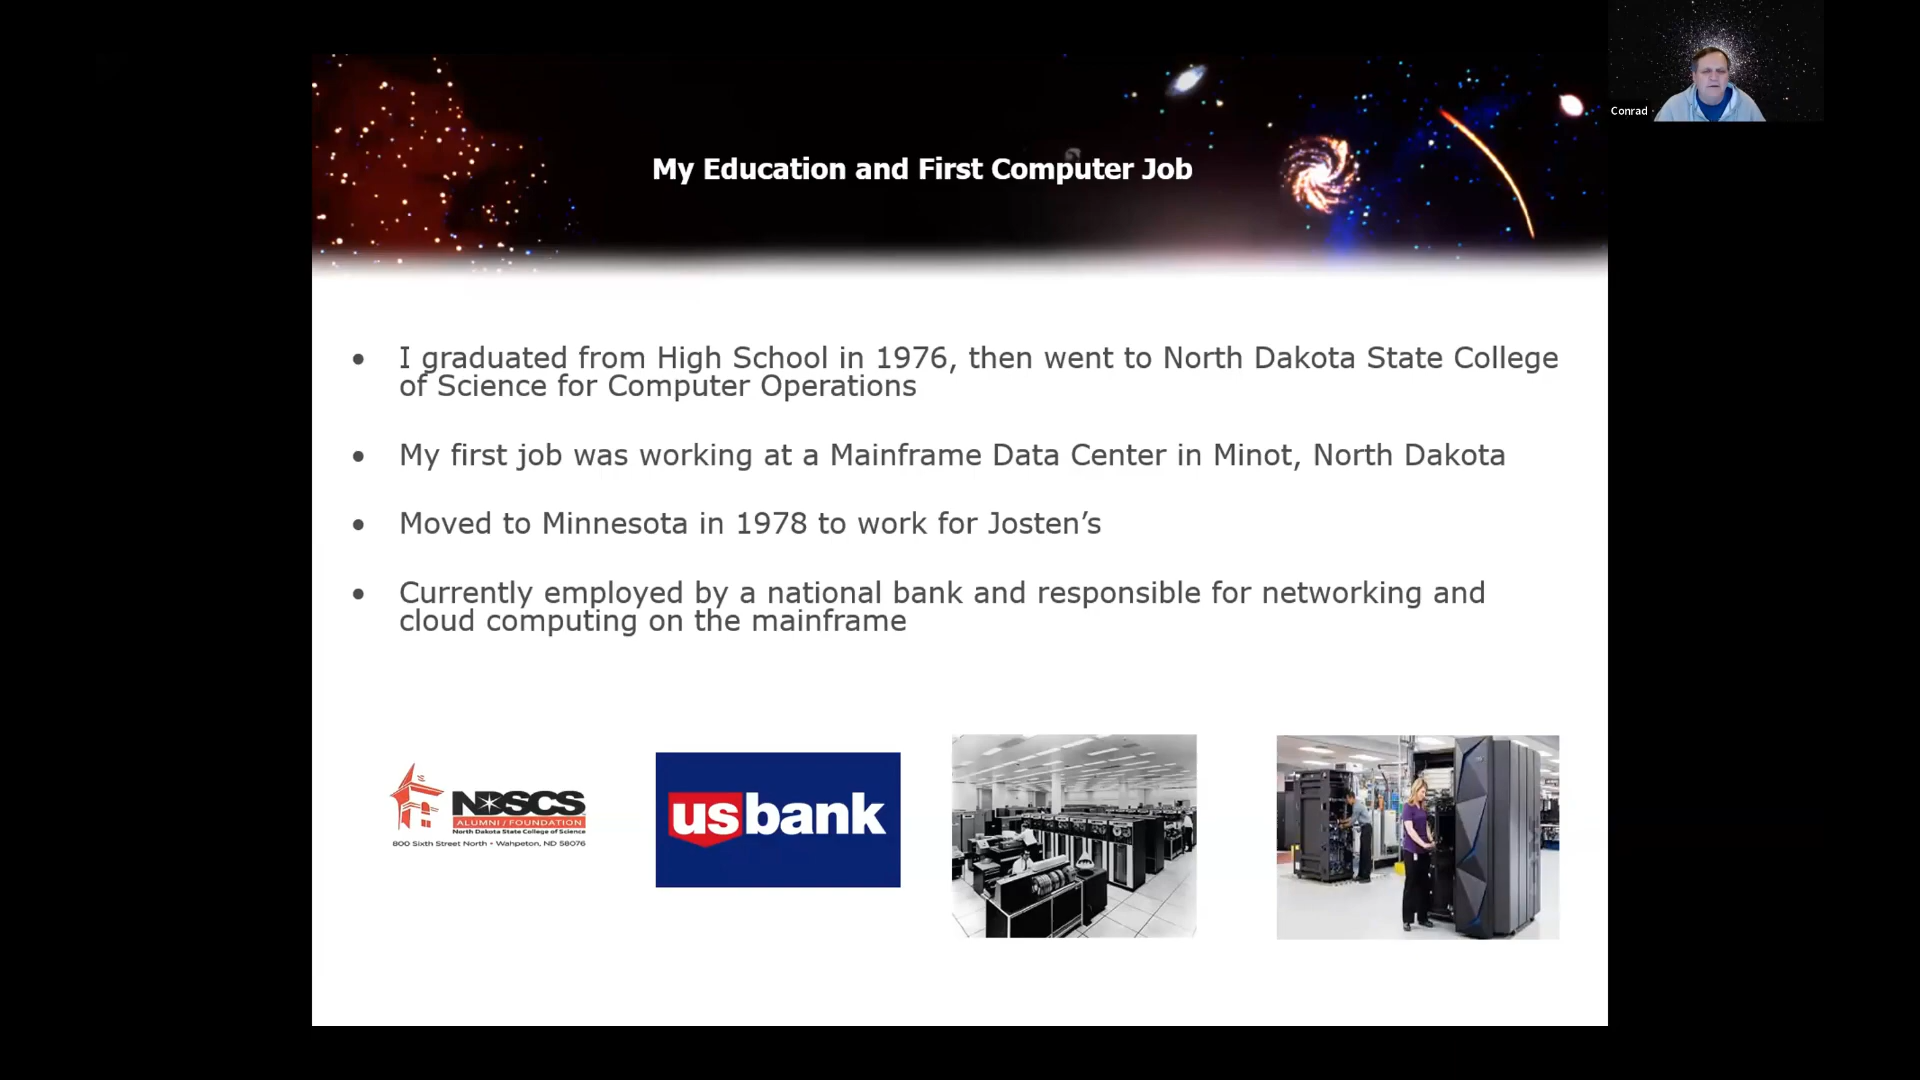 Conrad
My Education and First Computer Job
• I graduated from High School in 1976, then went to North Dakota State College
of Science for Computer Operations
• My first job was working at a Mainframe Data Center in Minot, North Dakota
• Moved to Minnesota in 1978 to work for Josten’s
• Currently employed by a national bank and responsible for networking and
cloud computing on the mainframe
NDSCS
ALUMNI / FOUNDATION
North Dakota State College of Science
800 Sixth Street North • Wahpeton, ND 58076
usbank